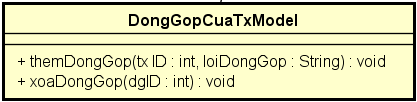 DongGopCuaTxModel
+ themDongGop(tx ID : int, loiDongGop : String) : void
+ xoaDongGop(dgID : int) : void